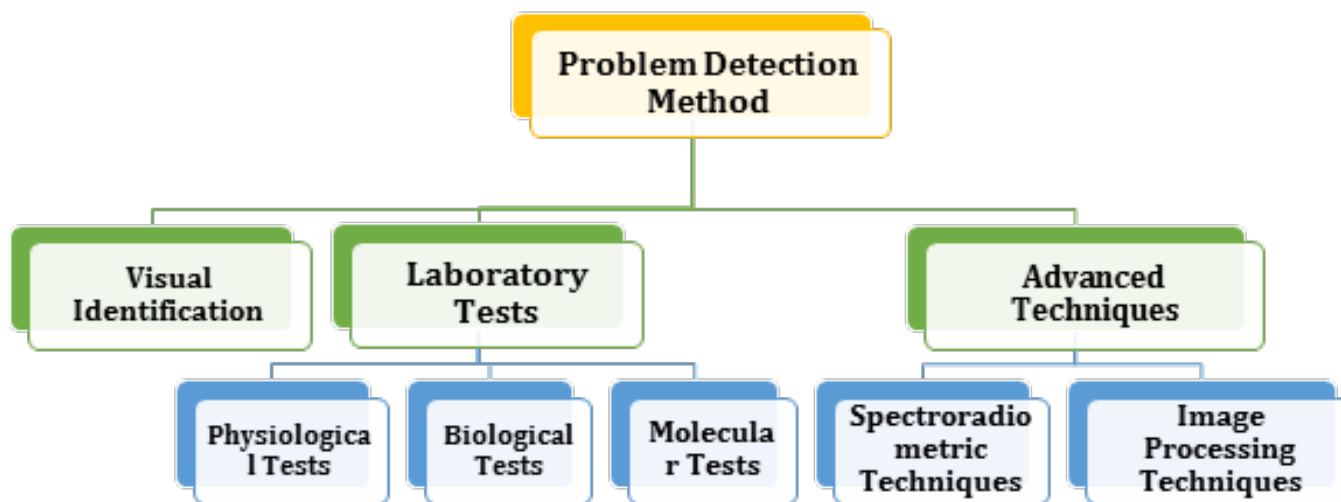 Problem Detection
Method
Visual
Identification
Laboratory
Tests
Advanced
Techniques
Physiologica
l Tests
Biological
Tests
Molecula
r Tests
Spectroradio
metric
Techniques
Image
Processing
Techniques